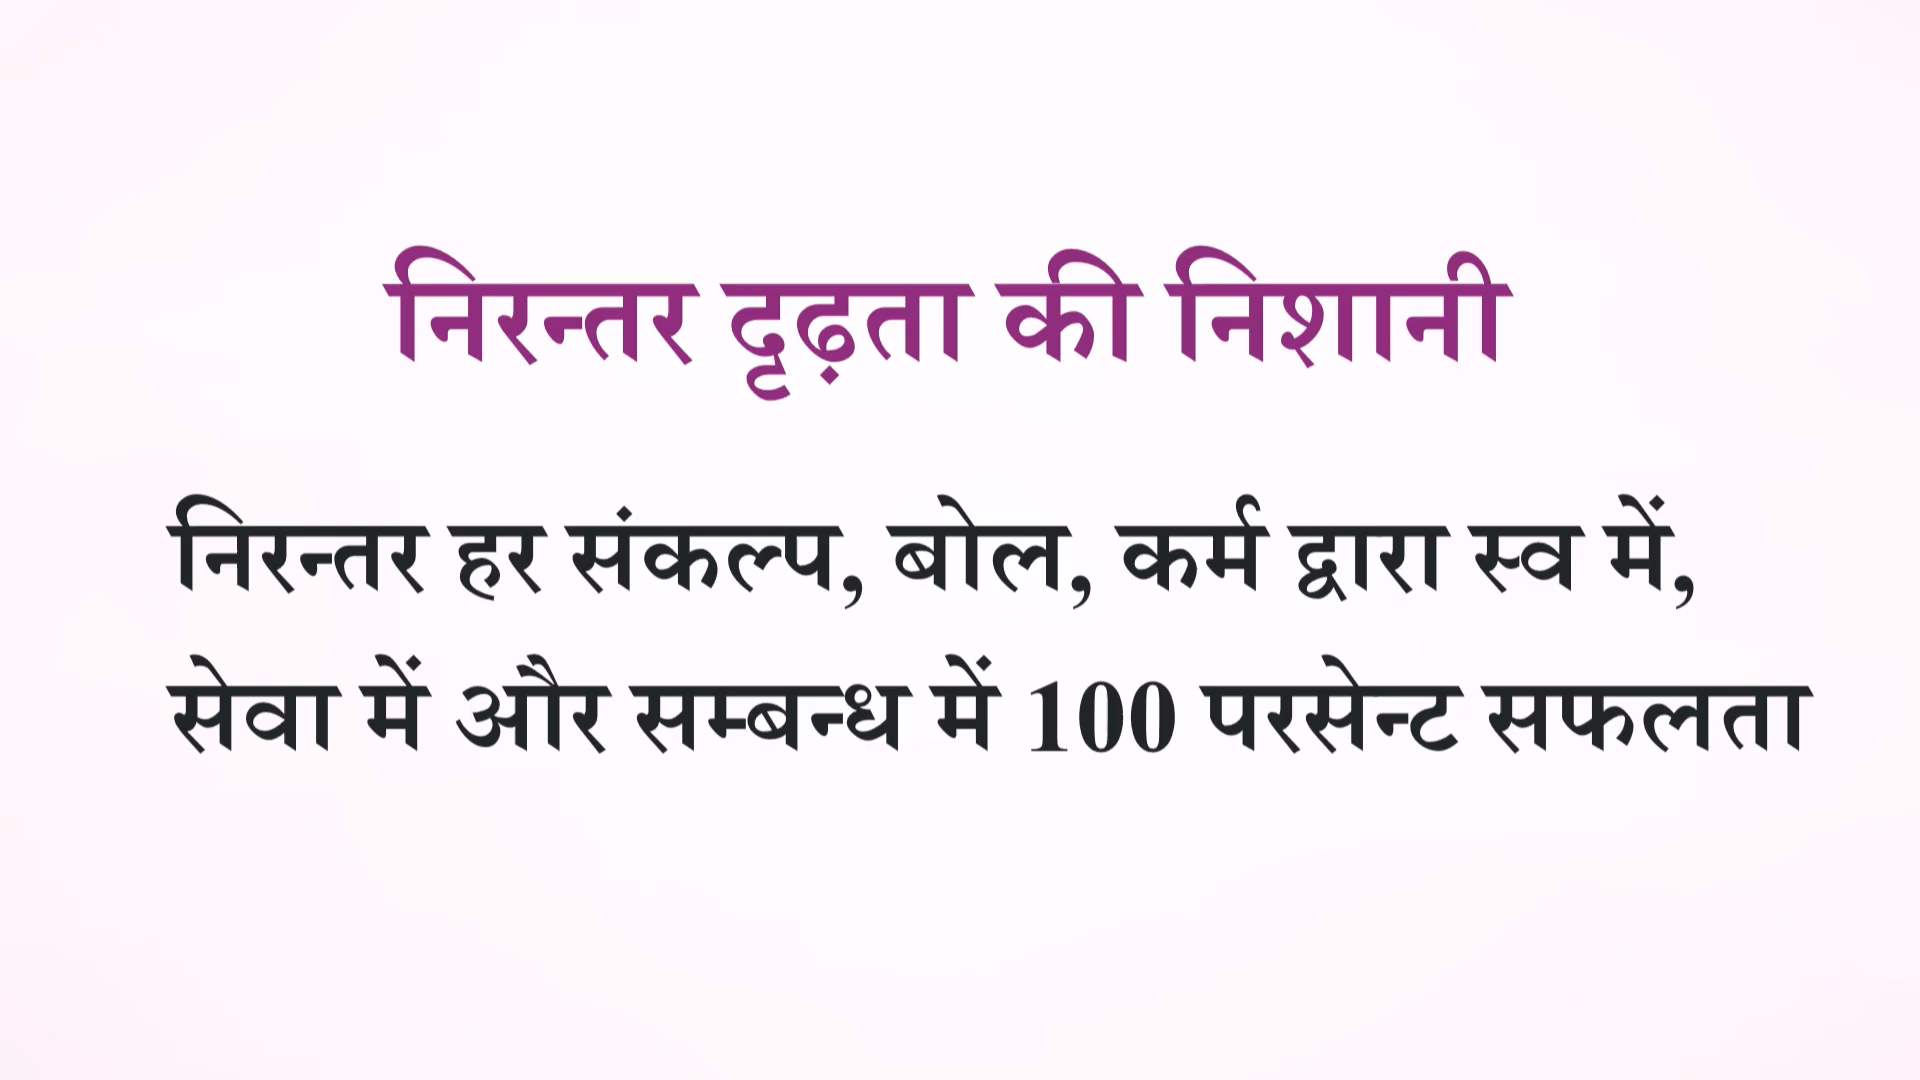 निरन्तर दृढ़ता की निशानी
निरन्तर हर संकल्प, बोल, कर्म द्वारा स्व में,
सेवा में और सम्बन्ध में 100 परसेन्ट सफलता